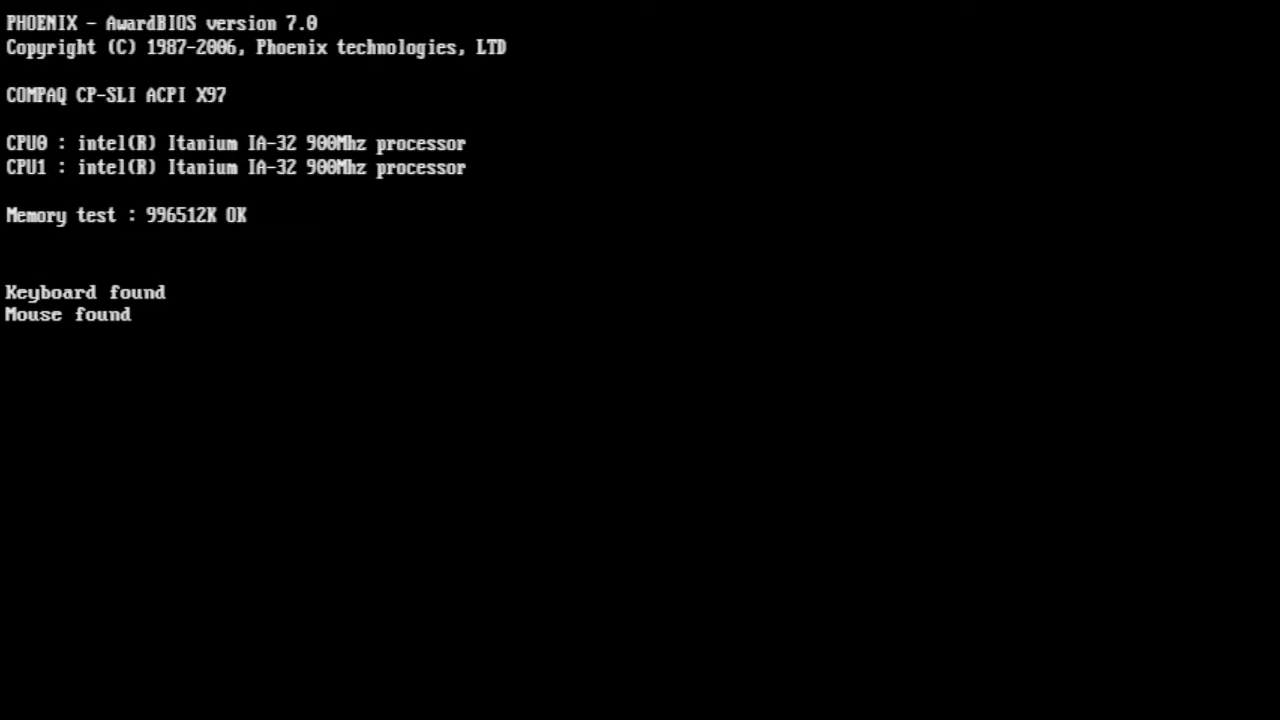 PHOENIX - AwardBIOS version 7.0
Copyright (C) 1987-2006, Phoenix technologies, LTD
COMPAQ CP-SLI ACPI X97
CPU0 : intel(R) Itanium IA-32 900Mhz processor
CPU1 : intel(R) Itanium IA-32 900Mhz processor
Memory test : 996512K OK
Keyboard found
Mouse found